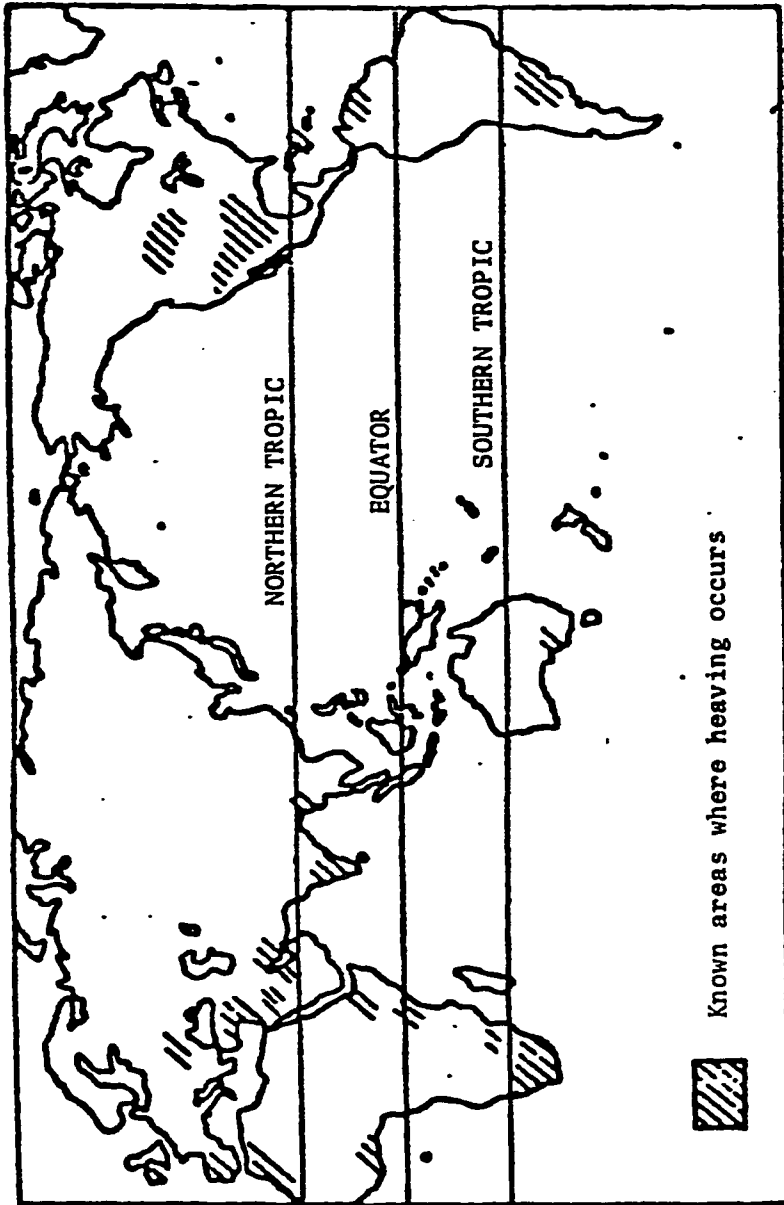 NORTHERN TROPIC
EQUATOR
SOUTHERN TROPIC
Known areas where heaving occurs